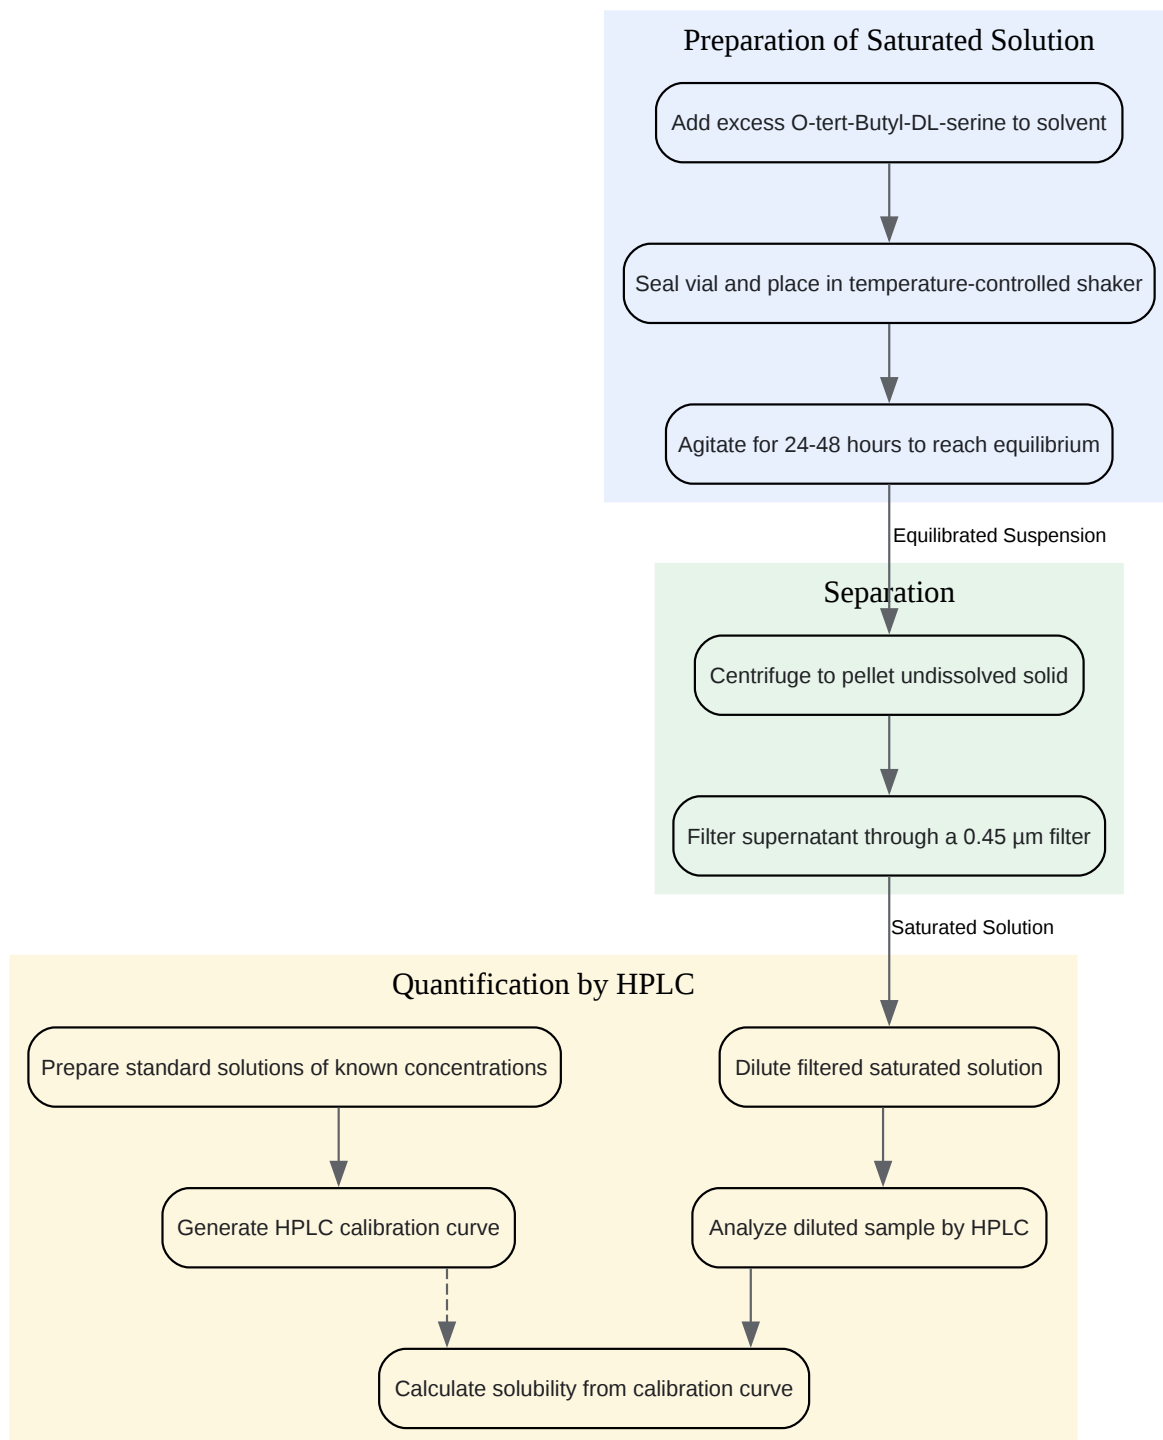 Preparation of Saturated Solution
Add excess O-tert-Butyl-DL-serine to solvent
Seal vial and place in temperature-controlled shaker
Agitate for 24-48 hours to reach equilibrium
Equilibrated Suspension
Separation
Centrifuge to pellet undissolved solid
Filter supernatant through a 0.45 µm filter
Saturated Solution
Quantification by HPLC
Prepare standard solutions of known concentrations
Dilute filtered saturated solution
Generate HPLC calibration curve
Analyze diluted sample by HPLC
Calculate solubility from calibration curve